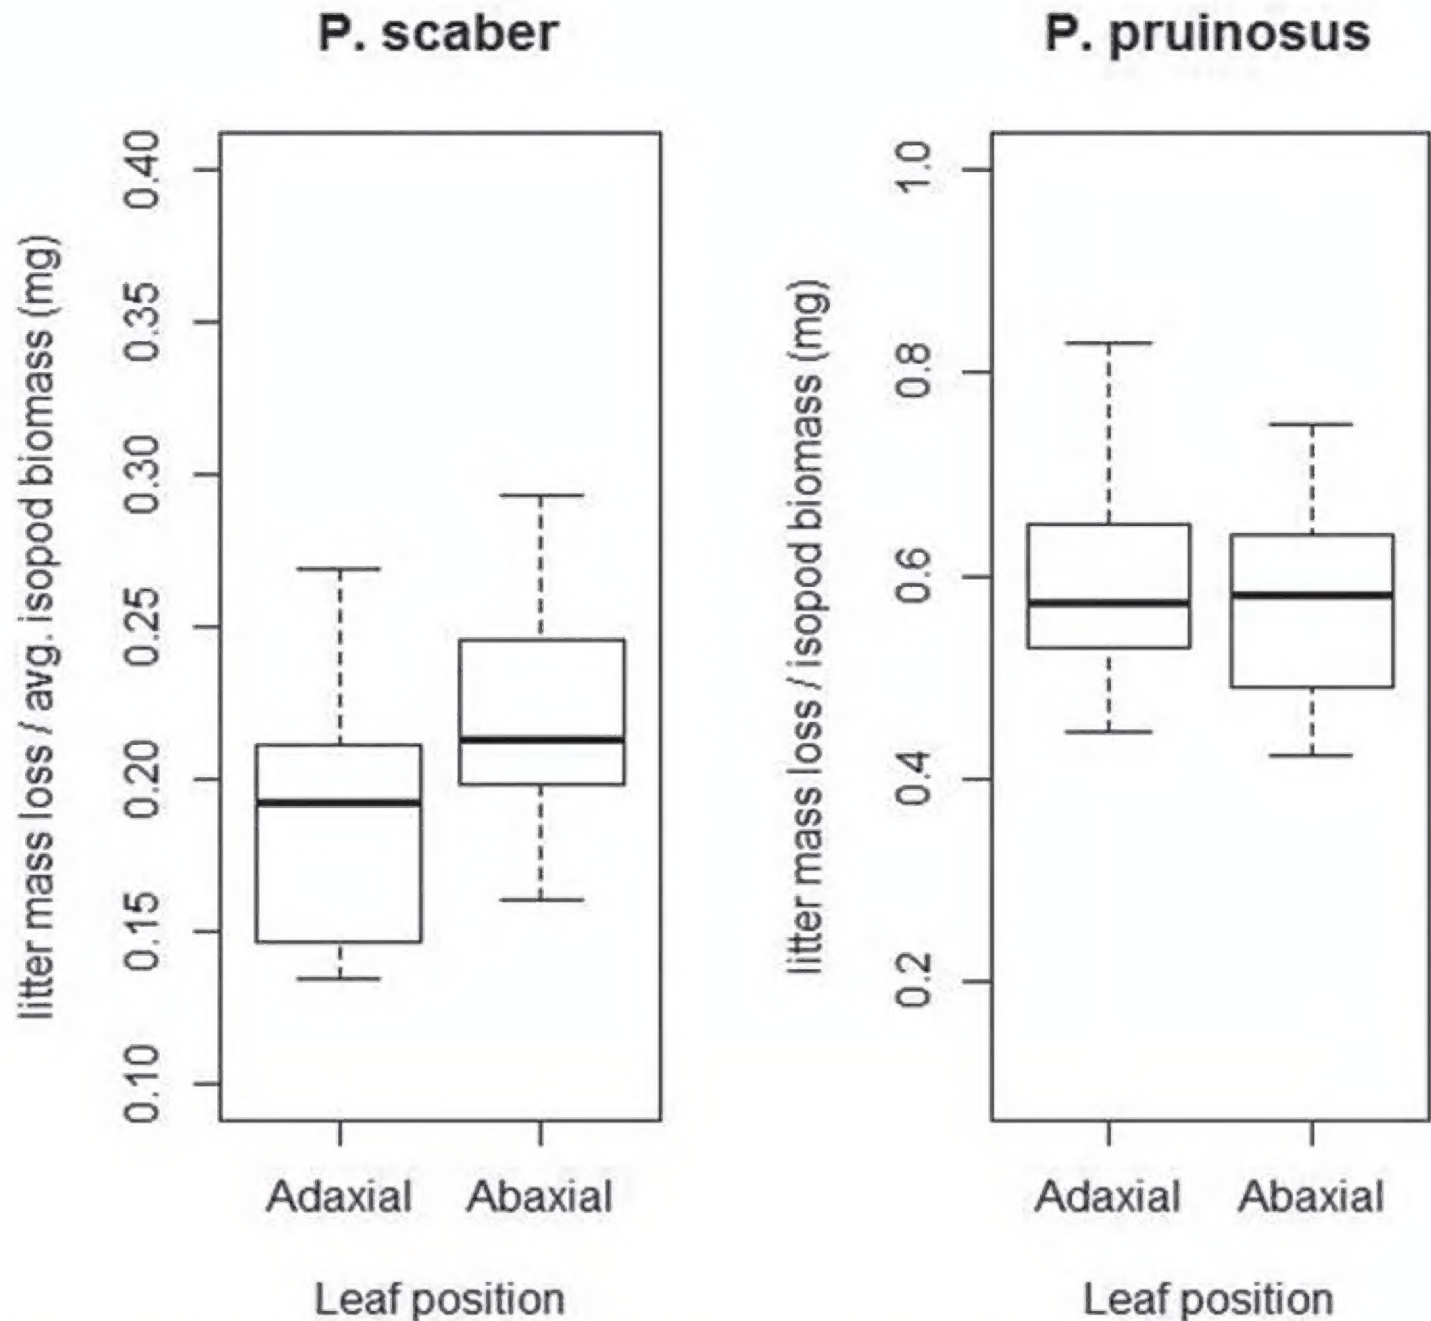 P. scaber
litter mass loss / avg. isopod biomass (mg)
0.40
0.35
0.30
0.25
0.20
0.15
0.10
Adaxial Abaxial
Leaf position
P. pruinosus
litter mass loss / isopod biomass (mg)
1.0
0.8
0.6
0.4
0.2
Adaxial Abaxial
Leaf position